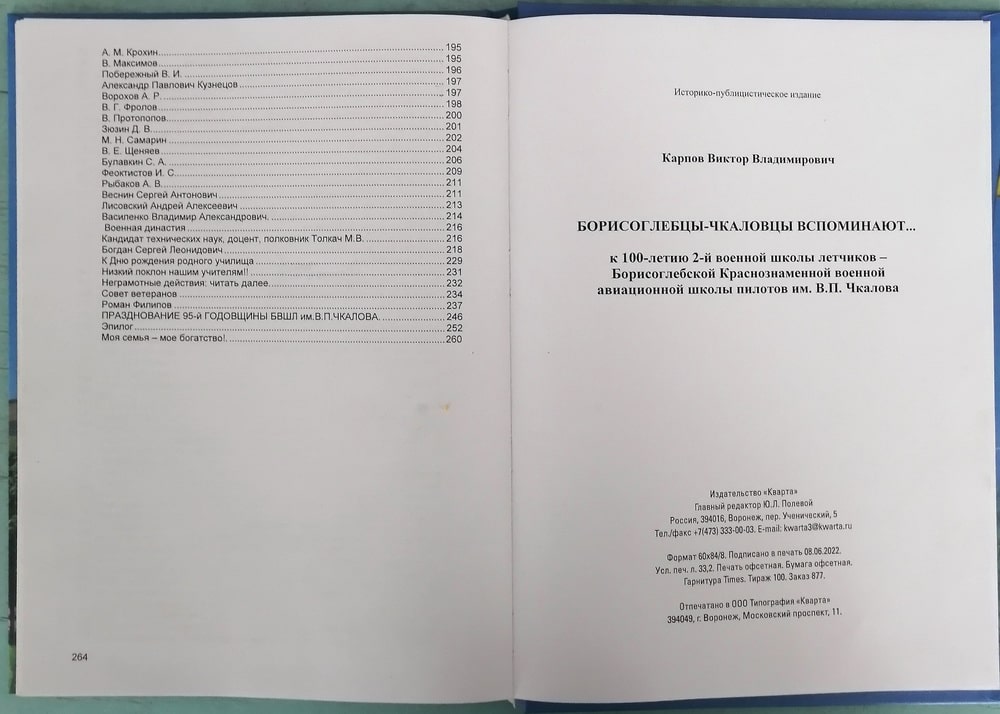 А. М. Крохин 195
В. Максимов 195
Побережный В. И. 196
Александр Павлович Кузнецов 197
Ворохов А. Р. 197
В. Г. Фролов 198
В. Протопопов 200
Зюзин Д. В. 201
М. Н. Самарин 202
В. Е. Щеняев 204
Булавкин С. А. 206
Феоктистов И. С. 209
Рыбаков А. В. 211
Веснин Сергей Антонович 211
Лисовский Андрей Алексеевич 213
Василенко Владимир Александрович. 214
Военная династия 216
Кандидат технических наук, доцент, полковник Толкач М.В. 216
Богдан Сергей Леонидович 218
К Дню рождения родного училища 229
Низкий поклон нашим учителям!! 231
Неграмотные действия: читать далее. 232
Совет ветеранов 234
Роман Филипов 237
ПРАЗДНОВАНИЕ 95-й ГОДОВЩИНЫ БВШЛ им.В.П.ЧКАЛОВА. 246
Эпилог 252
Моя семья – мое богатство!. 260
264
Историко-публицистическое издание
Карпов Виктор Владимирович
БОРИСОГЛЕБЦЫ-ЧКАЛОВЦЫ ВСПОМИНАЮТ...
к 100-летию 2-й военной школы летчиков –
Борисоглебской Краснознаменной военной
авиационной школы пилотов им. В.П. Чкалова
Издательство «Кварта»
Главный редактор Ю.Л. Полевой
Россия, 394016, Воронеж, пер. Ученический, 5
Тел./факс +7(473) 333-00-03. E-mail: kwarta3@kwarta.ru
Формат 60х84/8. Подписано в печать 08.06.2022.
Усл. печ. л. 33,2. Печать офсетная. Бумага офсетная.
Гарнитура Times. Тираж 100. Заказ 877.
Отпечатано в ООО Типография «Кварта»
394049, г. Воронеж, Московский проспект, 11.